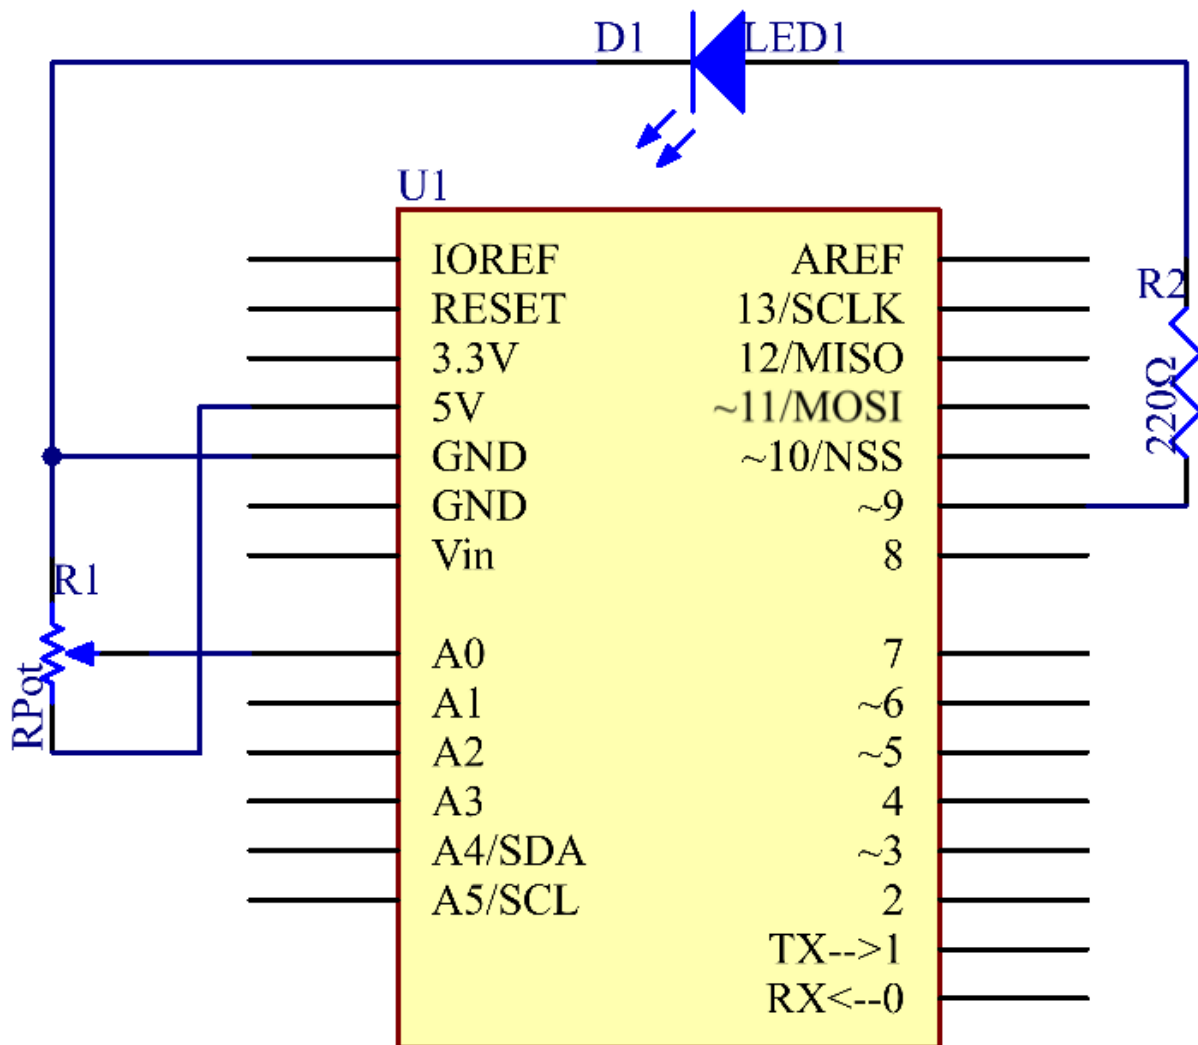 D1 LED1
U1
IOREF AREF
RESET 13/SCLK
R2
3.3V 12/MISO
5V ~11/MOSI
220Ω
GND ~10/NSS
GND ~9
Vin 8
R1
A0 7
RPot
A1 ~6
A2 ~5
A3 4
A4/SDA ~3
A5/SCL 2
TX-->1
RX<--0